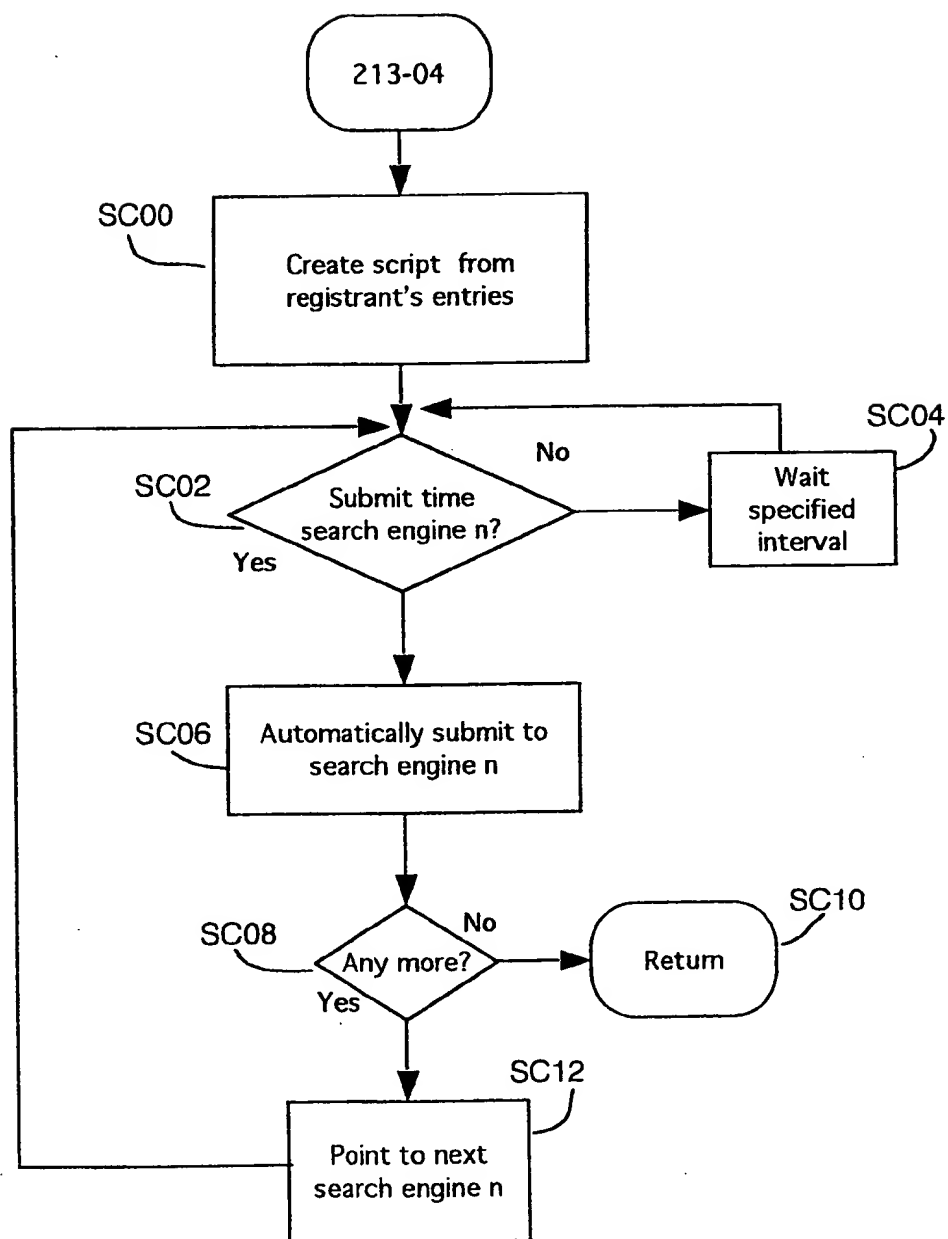 213-04
SC00
Create script from
registrant's entries
SC04
No
Wait
specified
interval
SC02
Submit time
search engine n?
Yes
SC06
Automatically submit to
search engine n
SC10
No
SC08
Any more?
Return
Yes
SC12
Point to next
search engine n